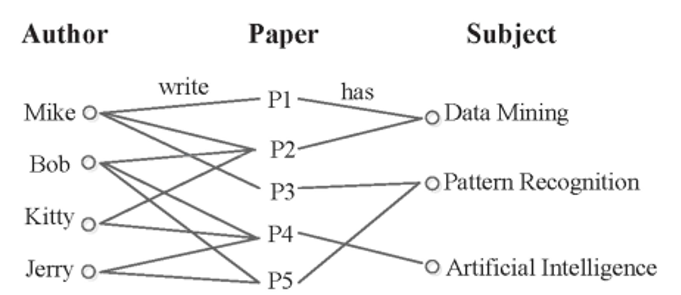 Author Paper Subject
write has
Mike P1 Data Mining
Bob P2
P3 Pattern Recognition
Kitty P4
Jerry P5 Artificial Intelligence